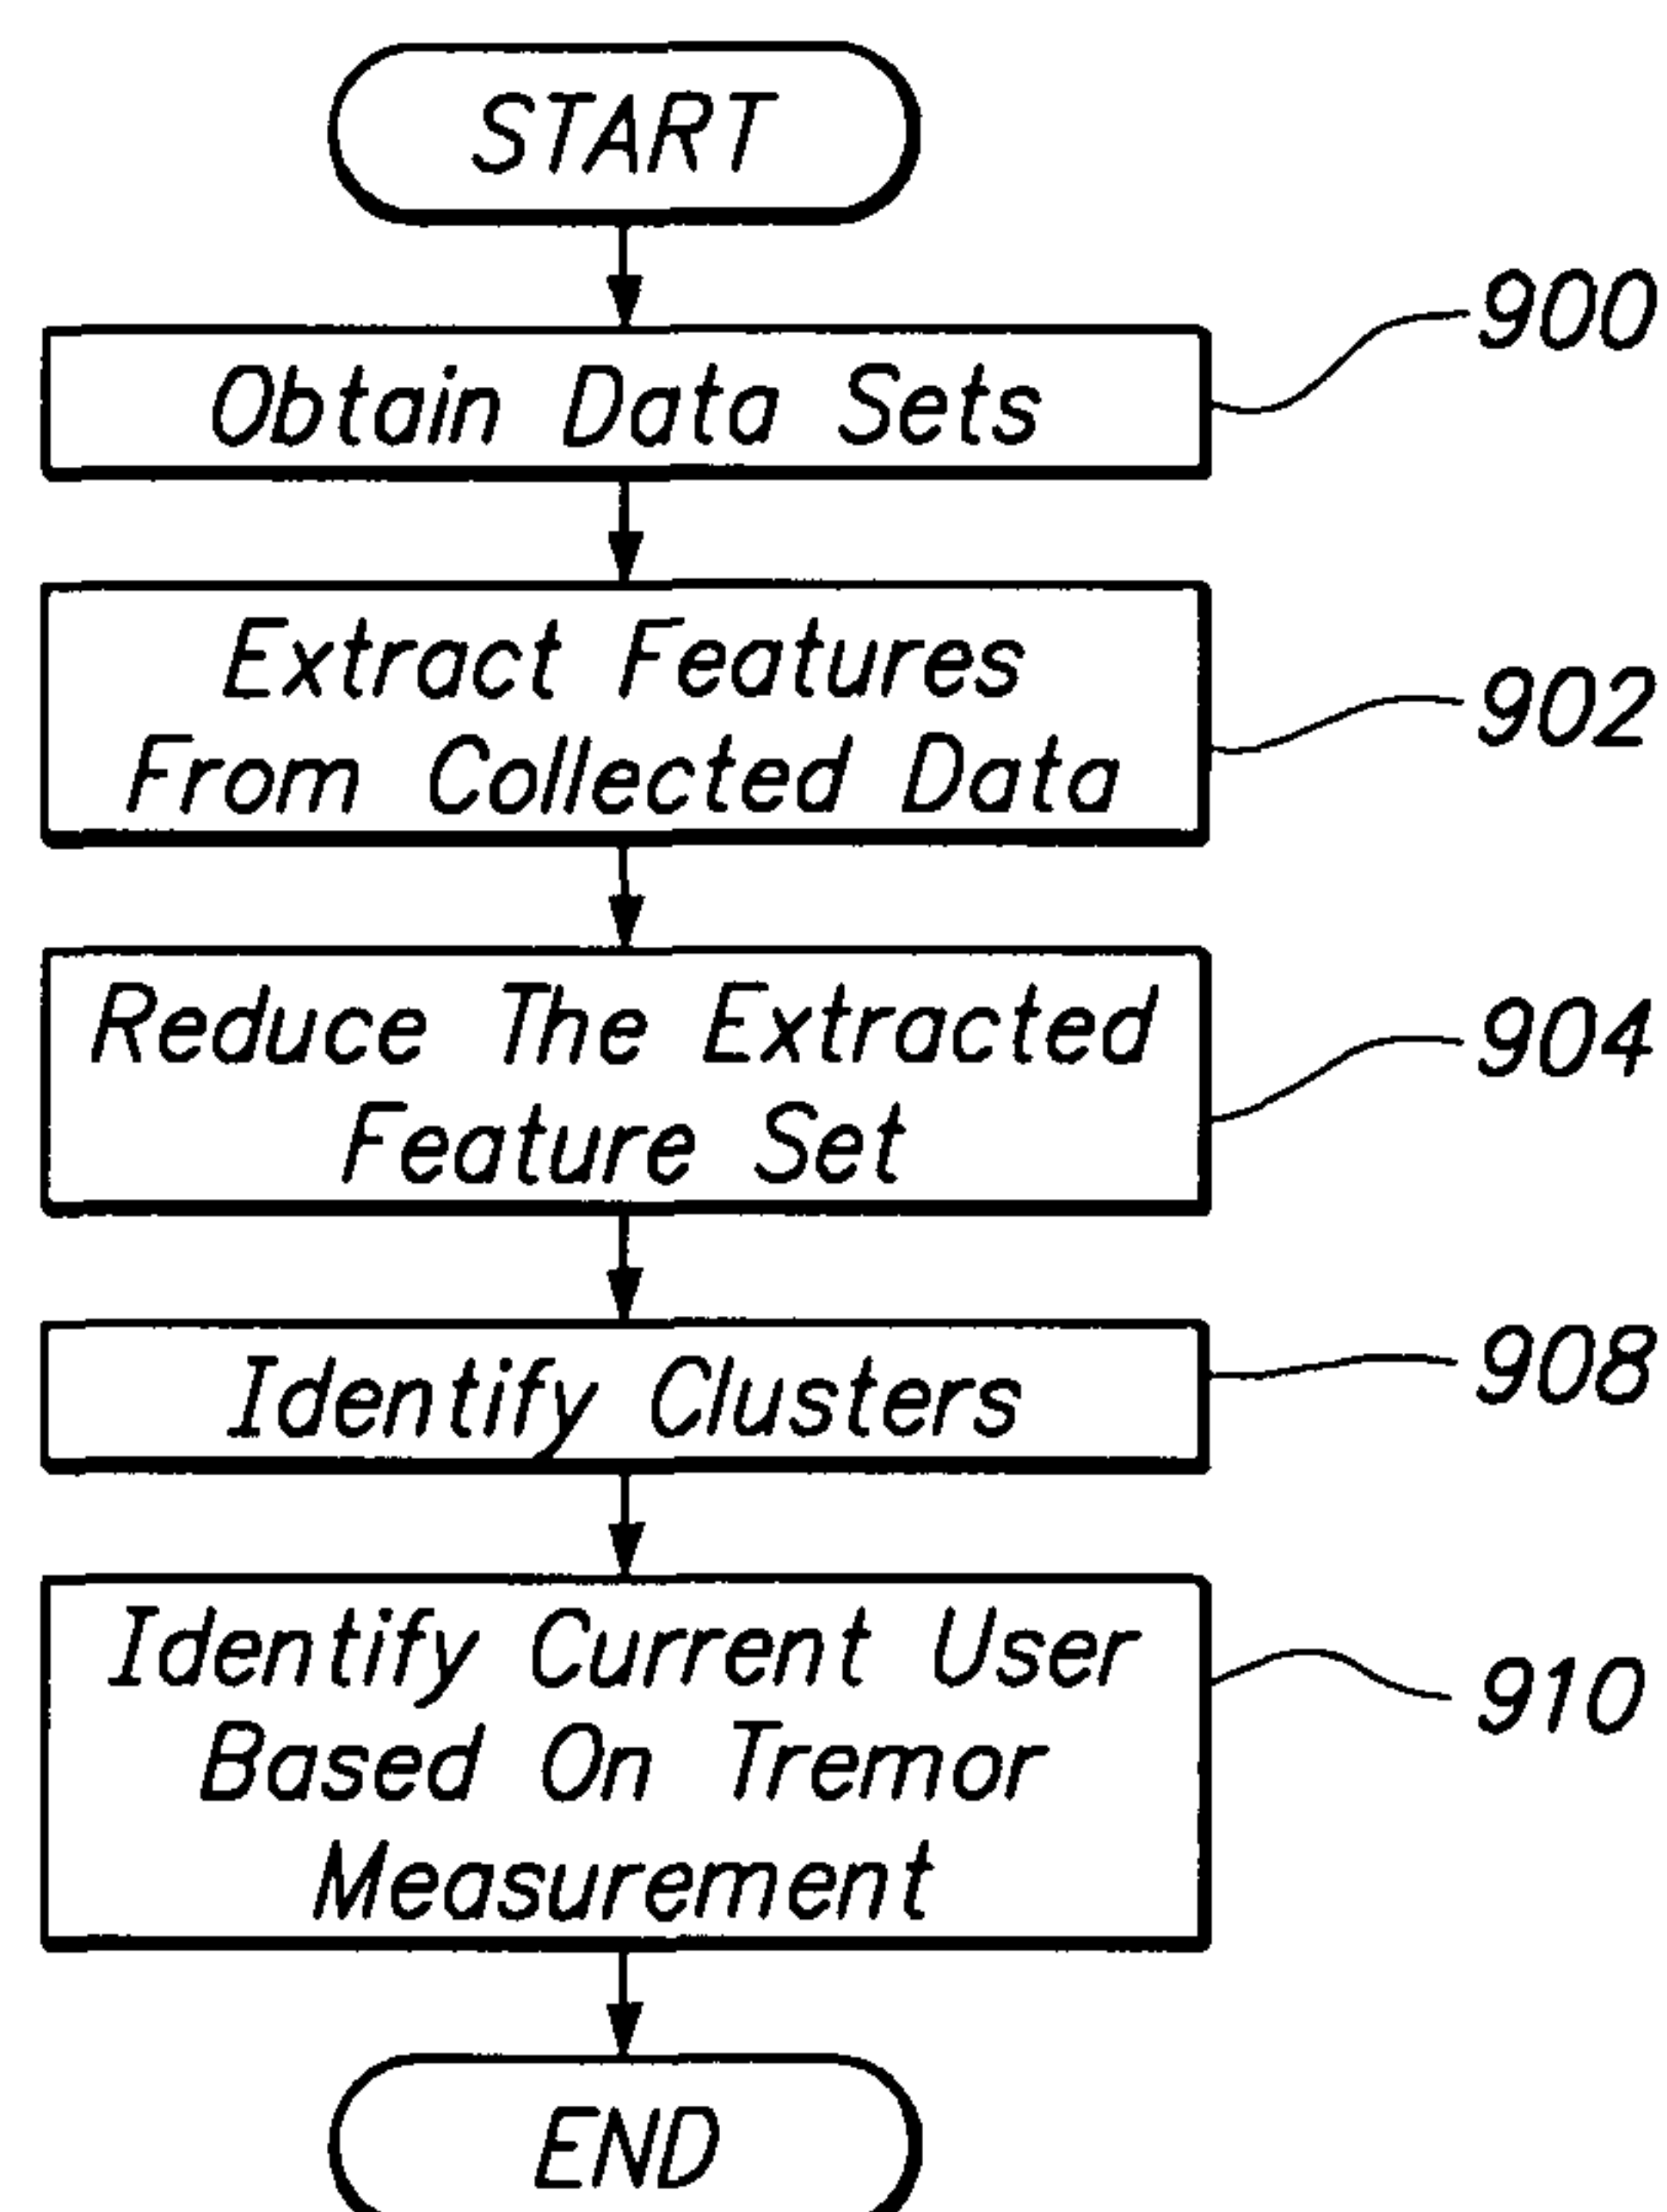 START
900
Obtain Data Sets
Extract Features
902
From Collected Data
Reduce The Extracted
904
Feature Set
908
Identify Clusters
Identify Current User
910
Based On Tremor
Measurement
END